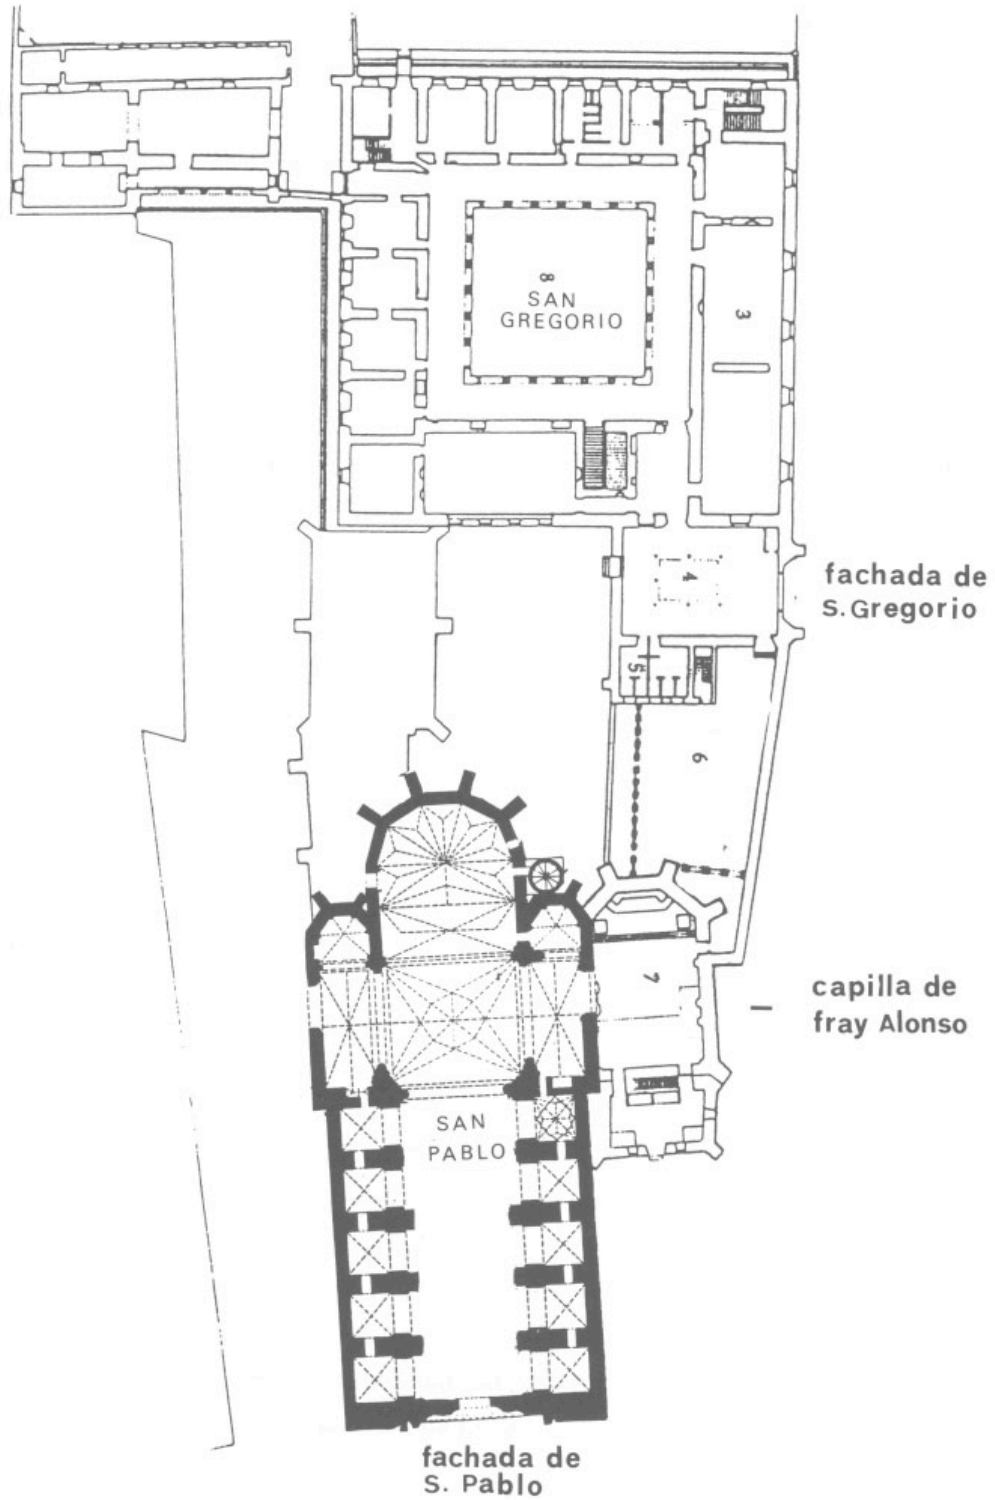 8
SAN
GREGORIO
3
4
fachada de
S. Gregorio
5
6
7
capilla de
fray Alonso
SAN
PABLO
fachada de
S. Pablo